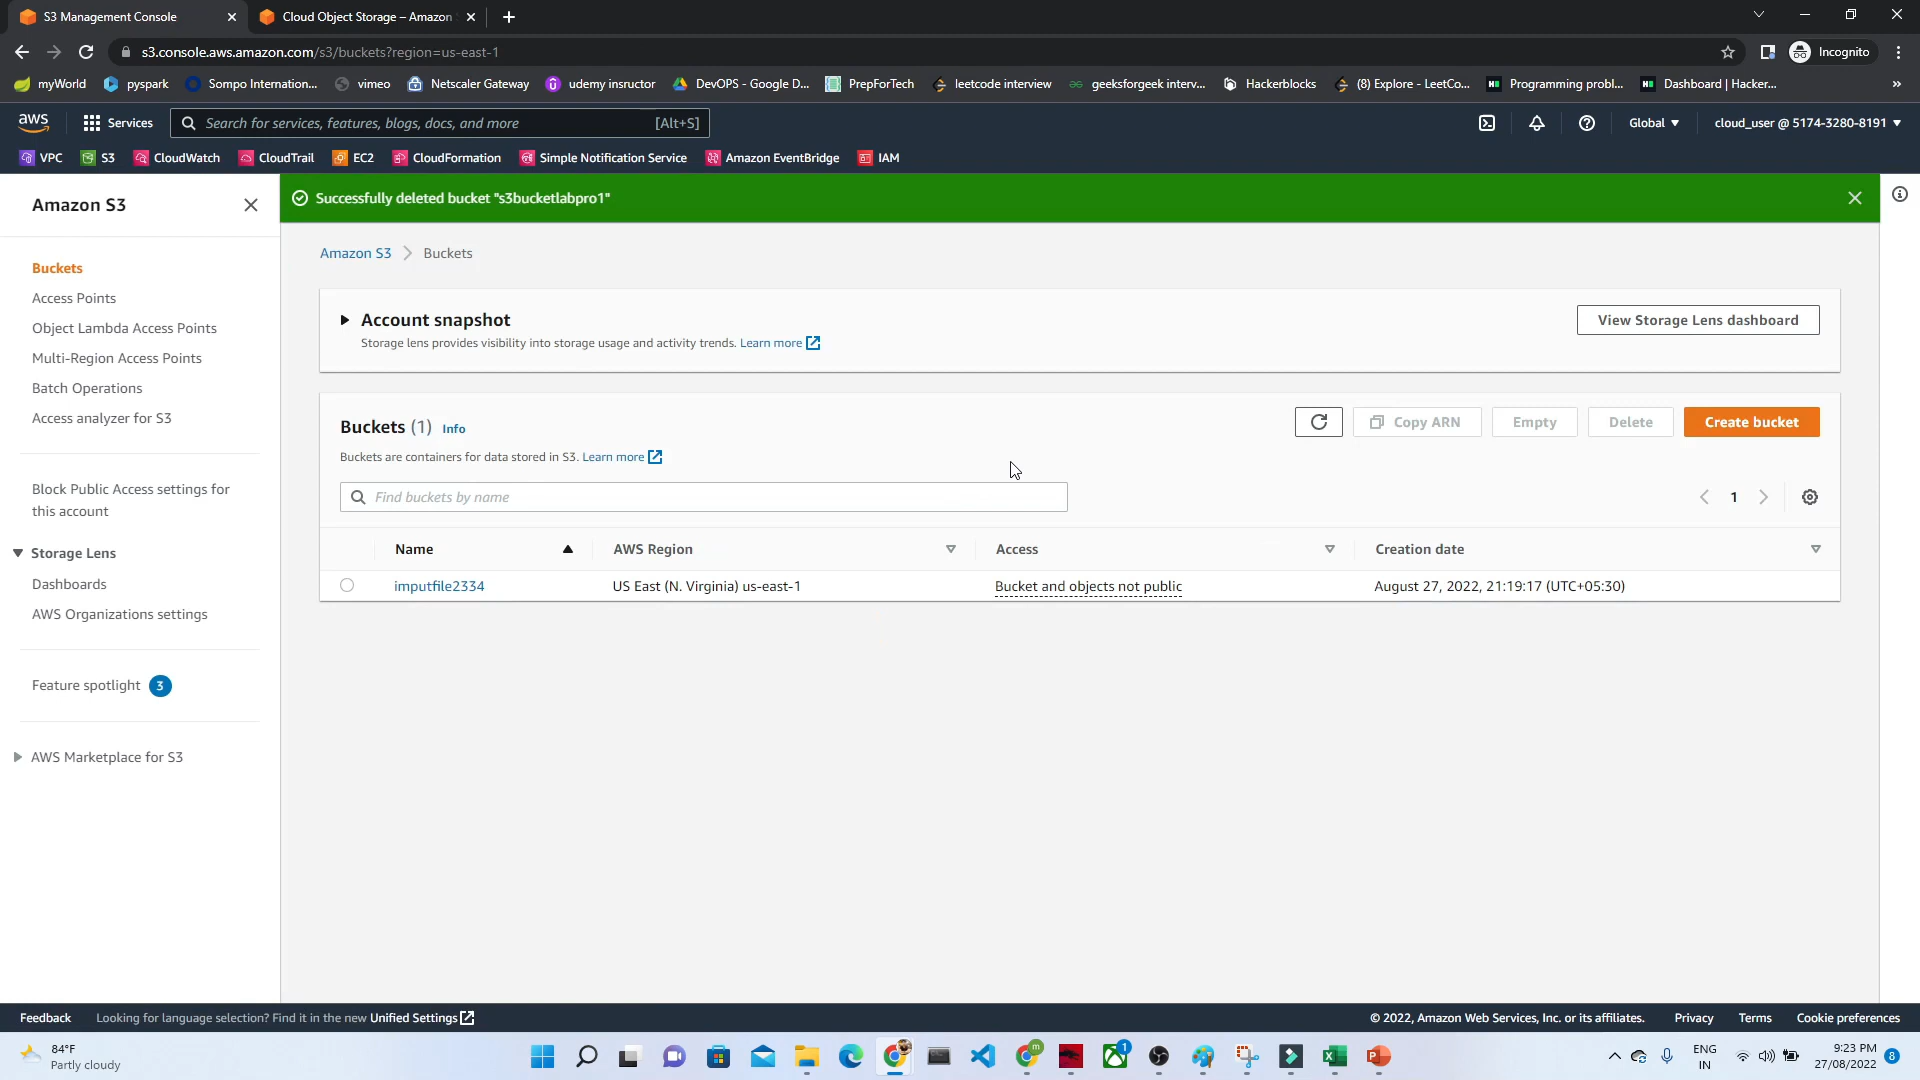 S3 Management Console
Cloud Object Storage – Amazon
s3.console.aws.amazon.com/s3/buckets?region=us-east-1
Incognito
myWorld
pyspark
Sompo Internation...
vimeo
Netscaler Gateway
udemy insructor
DevOPS - Google D...
PrepForTech
leetcode interview
geeksforgeek interv...
Hackerblocks
(8) Explore - LeetCo...
Programming probl...
Dashboard | Hacker...
aws
Services
Search for services, features, blogs, docs, and more
[Alt+S]
Global
cloud_user @ 5174-3280-8191
VPC
S3
CloudWatch
CloudTrail
EC2
CloudFormation
Simple Notification Service
Amazon EventBridge
IAM
Amazon S3
Buckets
Access Points
Object Lambda Access Points
Multi-Region Access Points
Batch Operations
Access analyzer for S3
Block Public Access settings for
this account
Storage Lens
Dashboards
AWS Organizations settings
Feature spotlight 3
AWS Marketplace for S3
Successfully deleted bucket "s3bucketlabpro1"
Amazon S3 > Buckets
Account snapshot
Storage lens provides visibility into storage usage and activity trends. Learn more
View Storage Lens dashboard
Buckets (1) Info
Buckets are containers for data stored in S3. Learn more
Copy ARN
Empty
Delete
Create bucket
Find buckets by name
1
Name
AWS Region
Access
Creation date
imputfile2334
US East (N. Virginia) us-east-1
Bucket and objects not public
August 27, 2022, 21:19:17 (UTC+05:30)
Feedback
Looking for language selection? Find it in the new Unified Settings
© 2022, Amazon Web Services, Inc. or its affiliates.
Privacy
Terms
Cookie preferences
84°F
Partly cloudy
m
1
ENG
IN
9:23 PM
27/08/2022
8